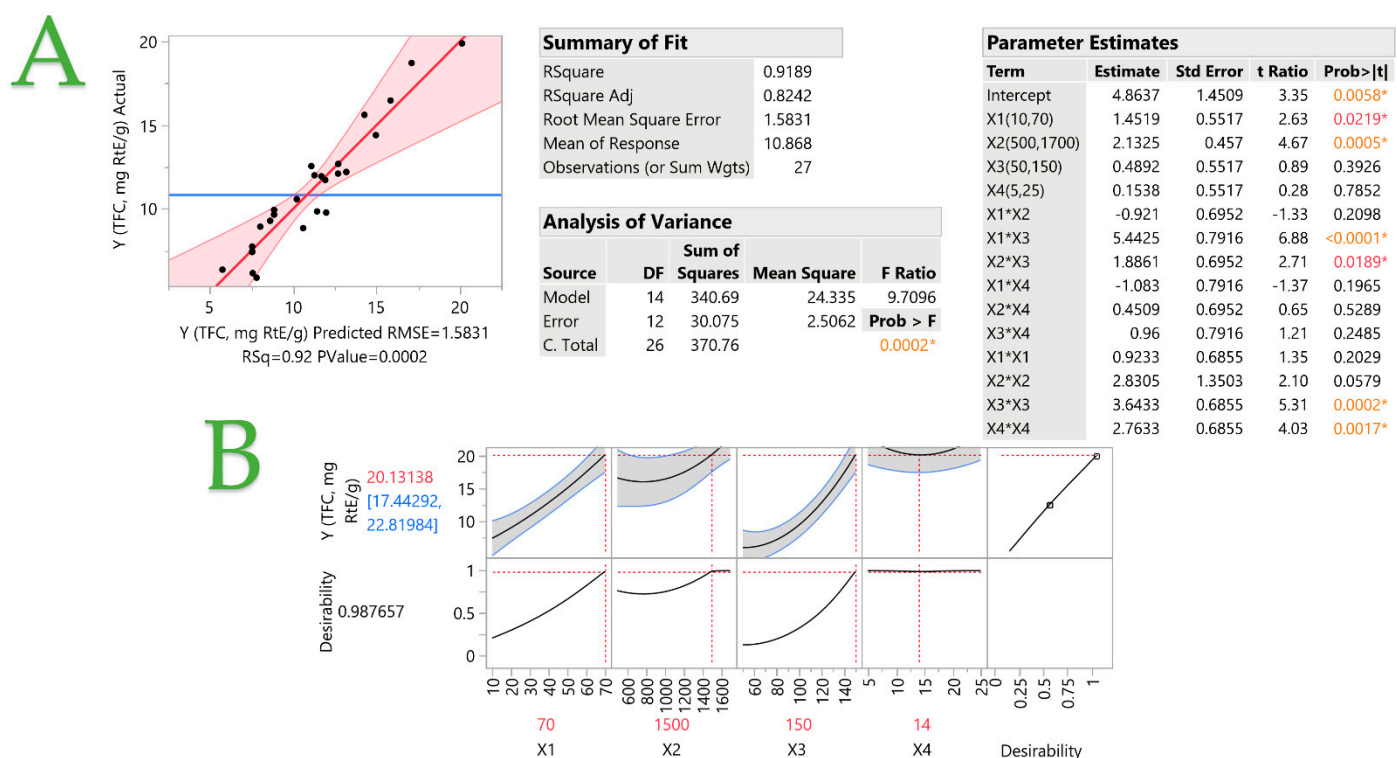 A
Y (TFC, mg RtE/g) Actual
20
15
10
5 10 15 20
Y (TFC, mg RtE/g) Predicted RMSE=1.5831
RSq=0.92 PValue=0.0002
Summary of Fit
RSquare 0.9189
RSquare Adj 0.8242
Root Mean Square Error 1.5831
Mean of Response 10.868
Observations (or Sum Wgts) 27
Analysis of Variance
Sum of
Source DF Squares Mean Square F Ratio
Model 14 340.69 24.335 9.7096
Error 12 30.075 2.5062 Prob > F
C. Total 26 370.76 0.0002*
Parameter Estimates
Term Estimate Std Error t Ratio Prob>|t|
Intercept 4.8637 1.4509 3.35 0.0058*
X1(10,70) 1.4519 0.5517 2.63 0.0219*
X2(500,1700) 2.1325 0.457 4.67 0.0005*
X3(50,150) 0.4892 0.5517 0.89 0.3926
X4(5,25) 0.1538 0.5517 0.28 0.7852
X1*X2 -0.921 0.6952 -1.33 0.2098
X1*X3 5.4425 0.7916 6.88 <0.0001*
X2*X3 1.8861 0.6952 2.71 0.0189*
X1*X4 -1.083 0.7916 -1.37 0.1965
X2*X4 0.4509 0.6952 0.65 0.5289
X3*X4 0.96 0.7916 1.21 0.2485
X1*X1 0.9233 0.6855 1.35 0.2029
X2*X2 2.8305 1.3503 2.10 0.0579
X3*X3 3.6433 0.6855 5.31 0.0002*
X4*X4 2.7633 0.6855 4.03 0.0017*
B
Y (TFC, mg
RtE/g)
20.13138
[17.44292,
22.81984]
20
15
10
Desirability
0.987657
1
0.5
0
10 20 30 40 50 60 70 600 800 1000 1200 1400 1600 60 80 100 120 140 5 10 15 20 25 0 0.25 0.5 0.75 1
70 1500 150 14
X1 X2 X3 X4 Desirability